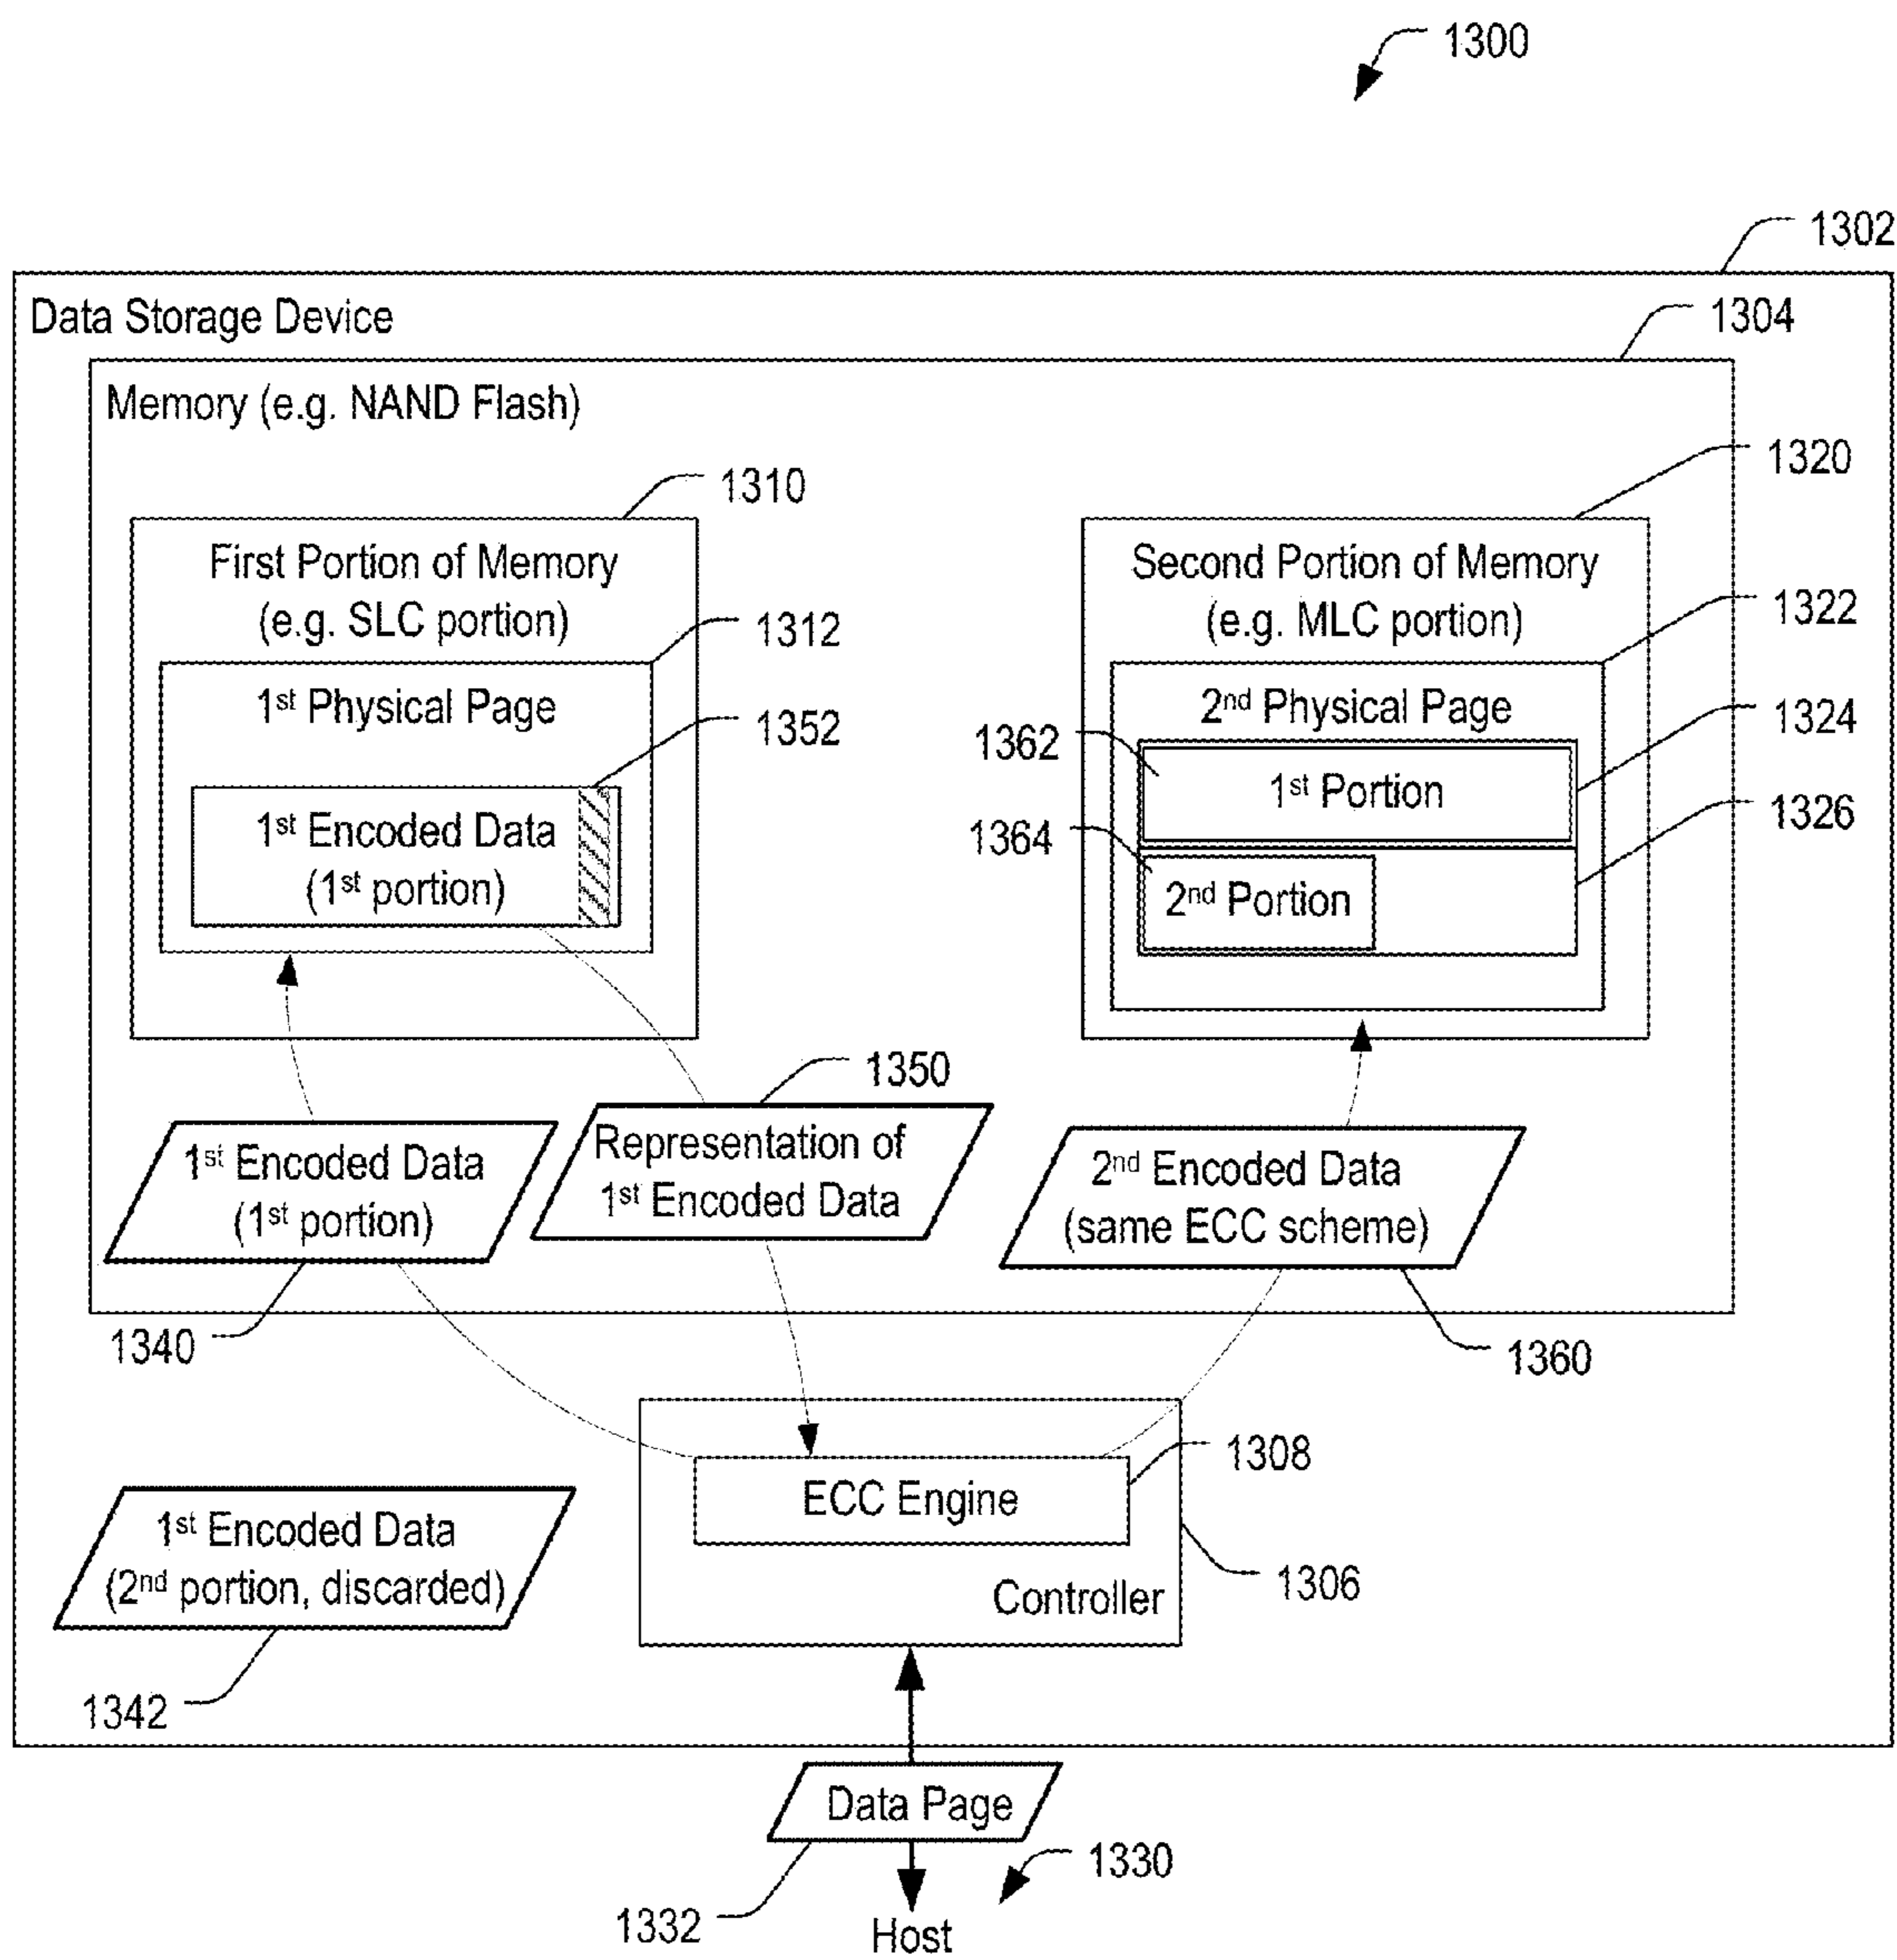 1300
1302
Data Storage Device
1304
Memory (e.g. NAND Flash)
1310
1320
First Portion of Memory
(e.g. SLC portion)
1312
Second Portion of Memory
(e.g. MLC portion)
1322
1st Physical Page
1352
2nd Physical Page
1324
1362
1st Portion
1326
1st Encoded Data
(1st portion)
1364
2nd Portion
1350
1st Encoded Data
(1st portion)
Representation of
1st Encoded Data
2nd Encoded Data
(same ECC scheme)
1340
1360
1308
ECC Engine
1st Encoded Data
(2nd portion, discarded)
1306
Controller
1342
Data Page
1330
1332
Host